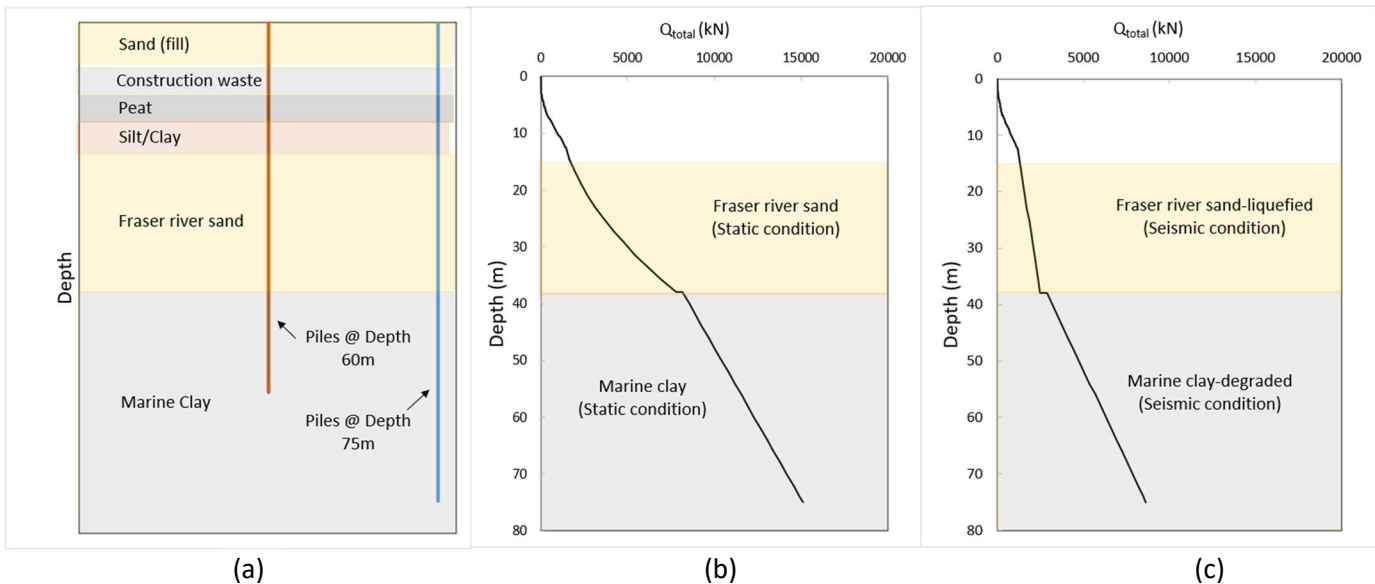 Sand (fill)
Construction waste
Peat
Silt/Clay
Fraser river sand
Depth
Piles @ Depth
60m
Marine Clay
Piles @ Depth
75m
(a)
Qtotal (kN)
0 5000 10000 15000 20000
0
10
20
30
40
50
60
70
80
Depth (m)
Fraser river sand
(Static condition)
Marine clay
(Static condition)
(b)
Qtotal (kN)
0 5000 10000 15000 20000
0
10
20
30
40
50
60
70
80
Depth (m)
Fraser river sand-liquefied
(Seismic condition)
Marine clay-degraded
(Seismic condition)
(c)